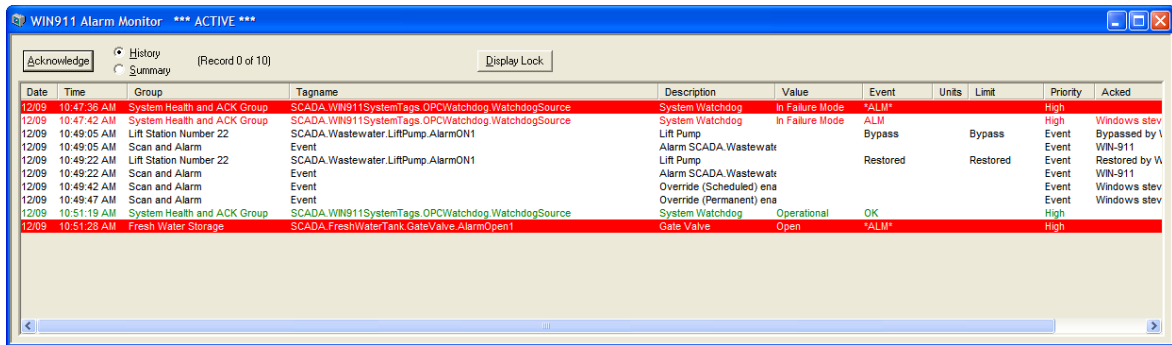 WIN911 Alarm Monitor *** ACTIVE ***
Acknowledge History Summary (Record 0 of 10) Display Lock
Date Time Group Tagname Description Value Event Units Limit Priority Acked
12/09 10:47:36 AM System Health and ACK Group SCADA.WIN911SystemTags.OPCWatchdog.WatchdogSource System Watchdog In Failure Mode *ALM* High
12/09 10:47:42 AM System Health and ACK Group SCADA.WIN911SystemTags.OPCWatchdog.WatchdogSource System Watchdog In Failure Mode ALM High Windows stev
12/09 10:49:05 AM Lift Station Number 22 SCADA.Wastewater.LiftPump.AlarmON1 Lift Pump Bypass Bypass Event Bypassed by
12/09 10:49:05 AM Scan and Alarm Event Alarm SCADA.Wastewate Event WIN-911
12/09 10:49:22 AM Lift Station Number 22 SCADA.Wastewater.LiftPump.AlarmON1 Lift Pump Restored Restored Event Restored by W
12/09 10:49:22 AM Scan and Alarm Event Alarm SCADA.Wastewate Event WIN-911
12/09 10:49:42 AM Scan and Alarm Event Override (Scheduled) ena Event Windows stev
12/09 10:49:47 AM Scan and Alarm Event Override (Permanent) ena Event Windows stev
12/09 10:51:19 AM System Health and ACK Group SCADA.WIN911SystemTags.OPCWatchdog.WatchdogSource System Watchdog Operational OK High
12/09 10:51:28 AM Fresh Water Storage SCADA.FreshWaterTank.GateValve.AlarmOpen1 Gate Valve Open *ALM* High